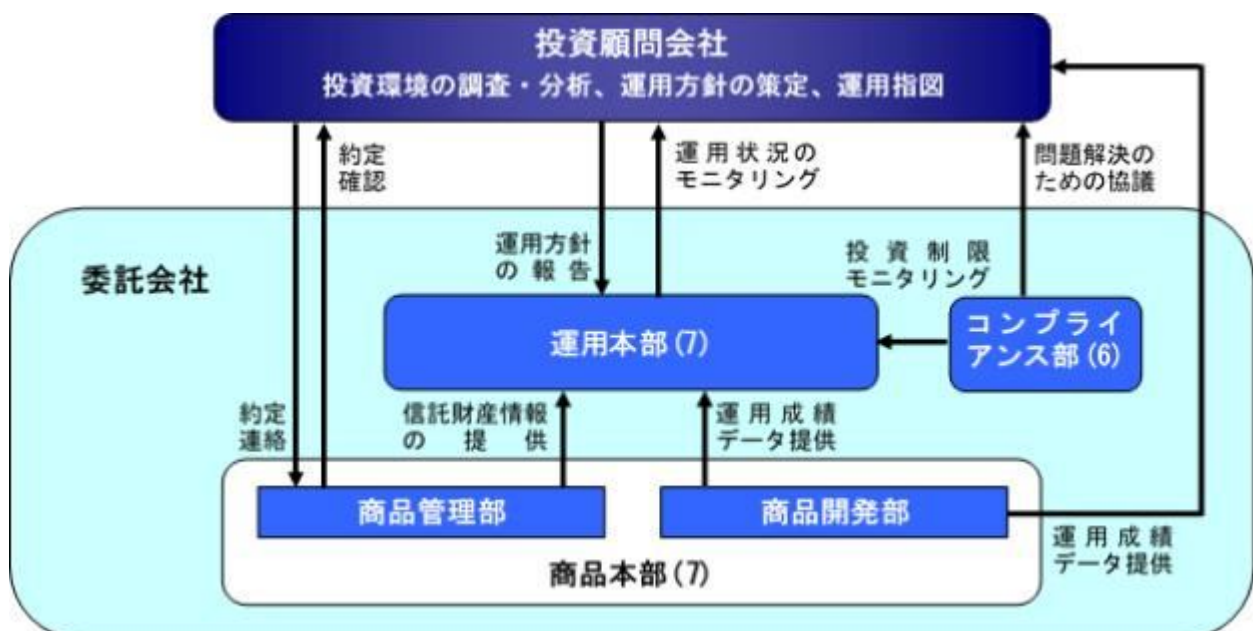 投資顧問会社
投資環境の調査・分析、運用方針の策定、運用指図
約定
確認
運用状況の
モニタリング
問題解決の
ための協議
委託会社
運用方針
の報告
投資制限
モニタリング
運用本部(7)
コンプライ
アンス部(6)
約定
連絡
信託財産情報
の提供
運用成績
データ提供
商品管理部
商品開発部
運用成績
データ提供
商品本部(7)